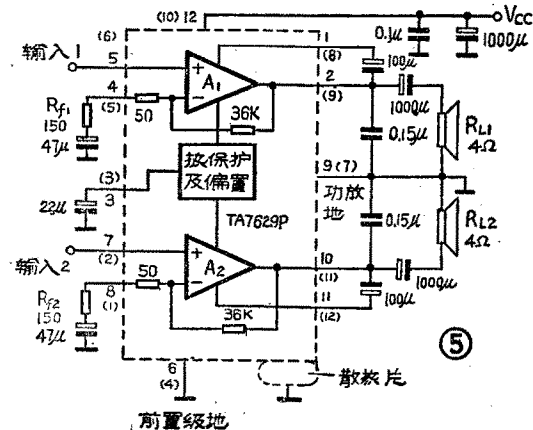 (10) 12
VCC
0.1μ
1000μ
输入1
(6)
5
1
(8)
100μ
A1
+
−
2
(9)
4
(5)
Rf1
150
47μ
50
36K
1000μ
0.15μ
RL1
4Ω
(3)
3
22μ
按保护
及偏置
TA7629P
9(7)
功放
地
输入2
7
(2)
A2
+
−
0.15μ
RL2
4Ω
10
(11)
1000μ
8
(1)
Rf2
150
47μ
50
36K
11
(12)
100μ
⑤
6
(4)
散热片
前置级地